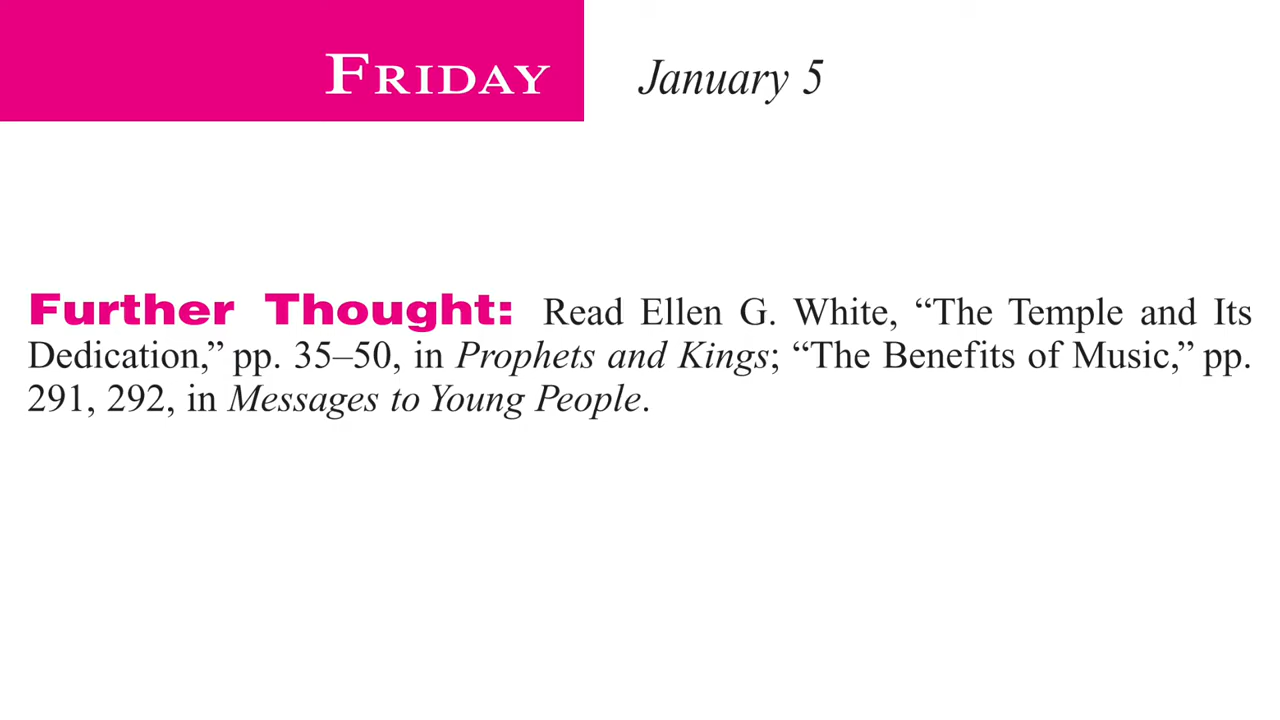 FRIDAY January 5
Further Thought: Read Ellen G. White, “The Temple and Its
Dedication,” pp. 35–50, in Prophets and Kings; “The Benefits of Music,” pp.
291, 292, in Messages to Young People.